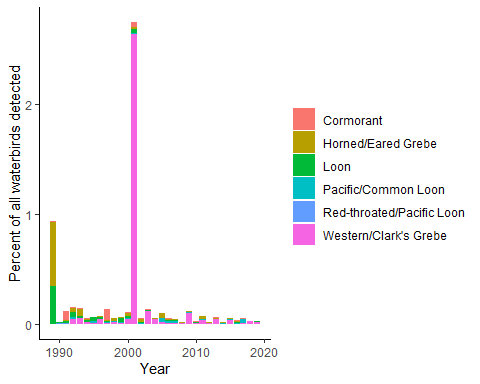 Percent of all waterbirds detected
2
1
0
1990
2000
2010
2020
Year
Cormorant
Horned/Eared Grebe
Loon
Pacific/Common Loon
Red-throated/Pacific Loon
Western/Clark's Grebe